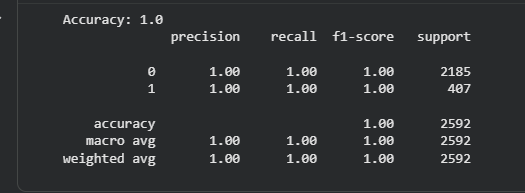 Accuracy: 1.0
precision recall f1-score support
0 1.00 1.00 1.00 2185
1 1.00 1.00 1.00 407
accuracy 1.00 2592
macro avg 1.00 1.00 1.00 2592
weighted avg 1.00 1.00 1.00 2592